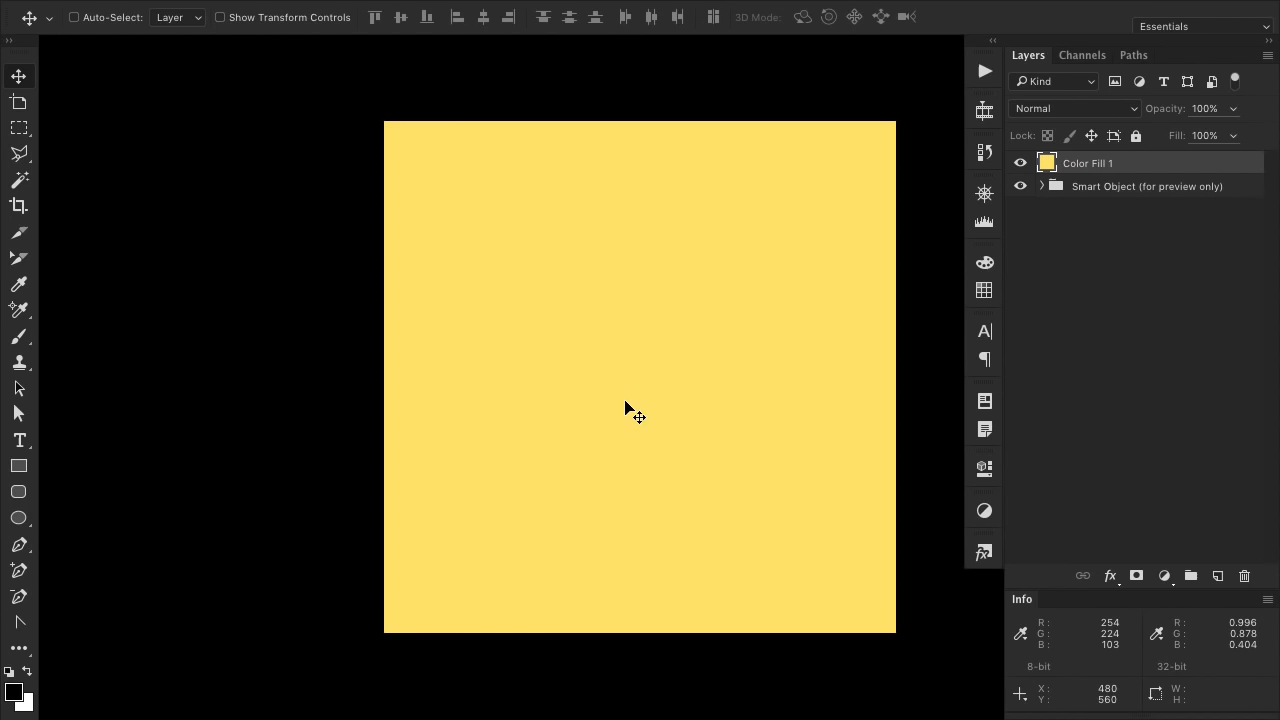 Auto-Select: Layer Show Transform Controls 3D Mode:
Essentials
Layers Channels Paths
Kind T
Normal Opacity: 100%
Lock: Fill: 100%
Color Fill 1
Smart Object (for preview only)
A
¶
T
fx
fx
Info
R : 254 R : 0.996
G : 224 G : 0.878
B : 103 B : 0.404
8-bit 32-bit
X : 480 W :
Y : 560 H :